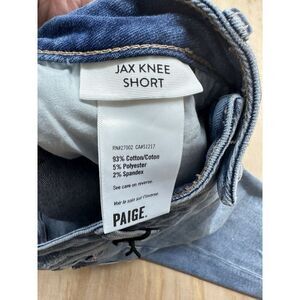 JAX KNEE
SHORT
RN#27002 CA#51217
93% Cotton/Coton
5% Polyester
2% Spandex
See care on reverse.
Voir le soin sur l'inverse.
PAIGE.